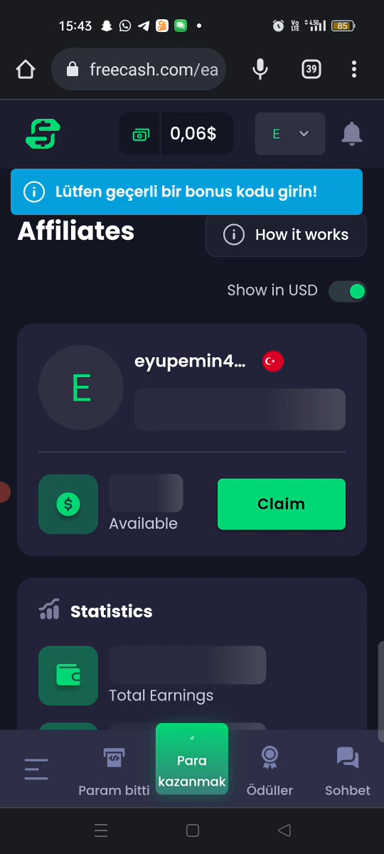 15:43
85
freecash.com/ea
39
0,06$
E
Lütfen geçerli bir bonus kodu girin!
Affiliates
How it works
Show in USD
E
eyupemin4...
Available
Claim
Statistics
Total Earnings
Param bitti
Para
kazanmak
Ödüller
Sohbet